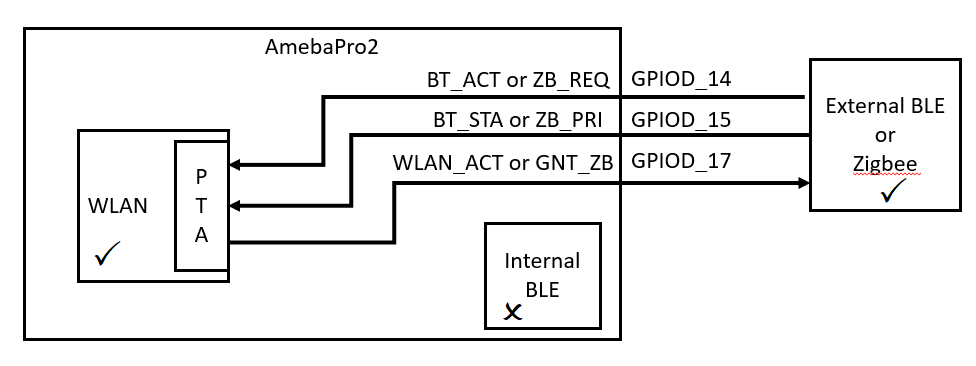 AmebaPro2
BT_ACT or ZB_REQ GPIOD_14
BT_STA or ZB_PRI GPIOD_15
WLAN_ACT or GNT_ZB GPIOD_17
External BLE
or
Zigbee
WLAN
P
T
A
Internal
BLE